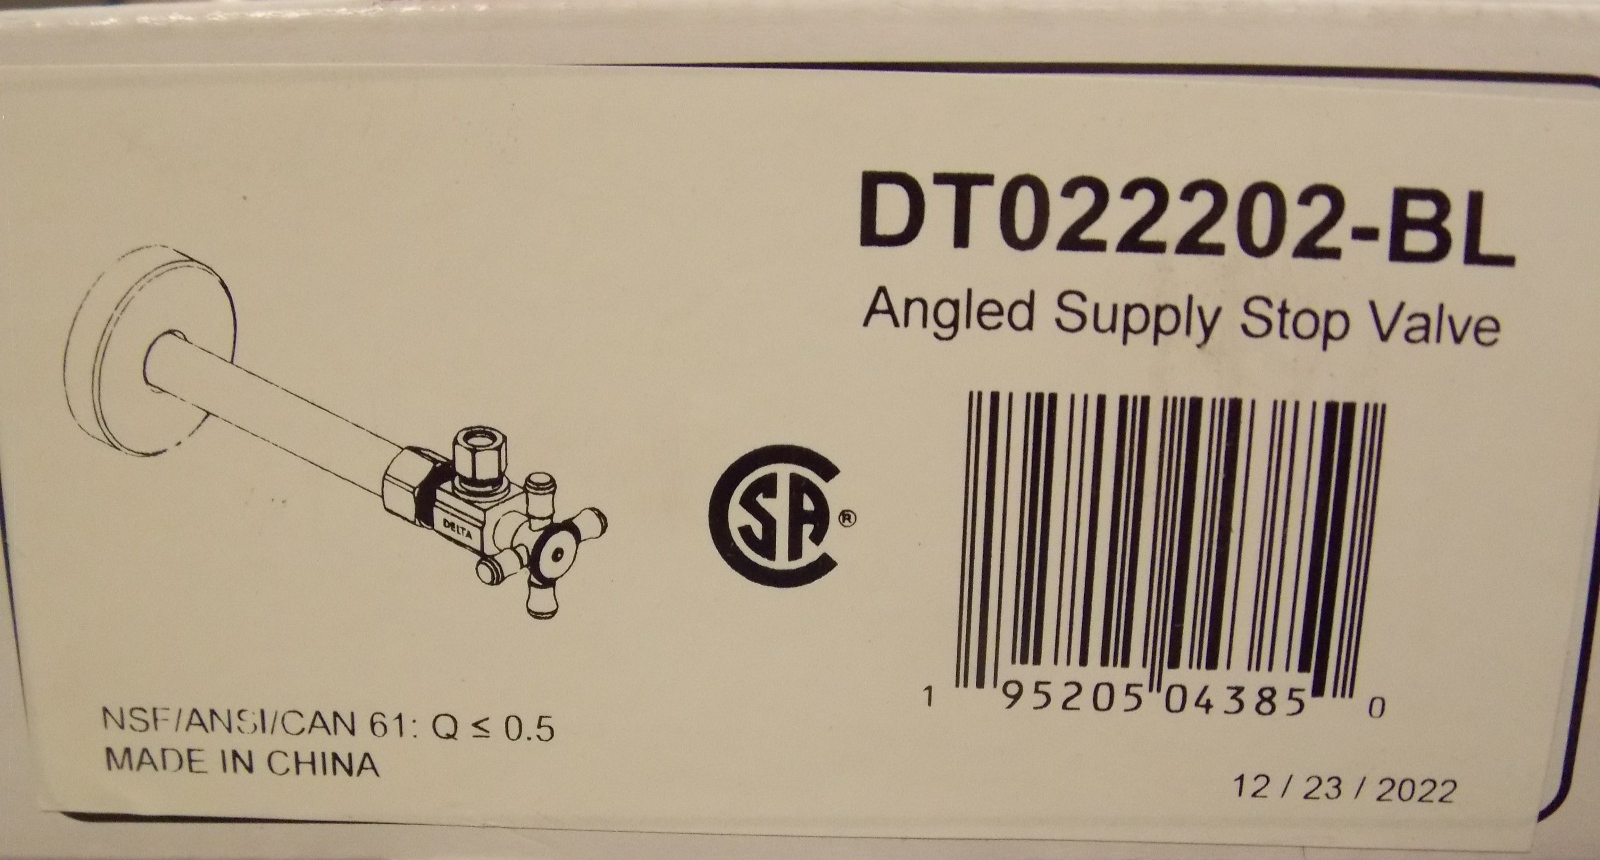 DT022202-BL
Angled Supply Stop Valve
DELTA
CSA®
1 95205 04385 0
NSF/ANSI/CAN 61: Q ≤ 0.5
MADE IN CHINA
12 / 23 / 2022